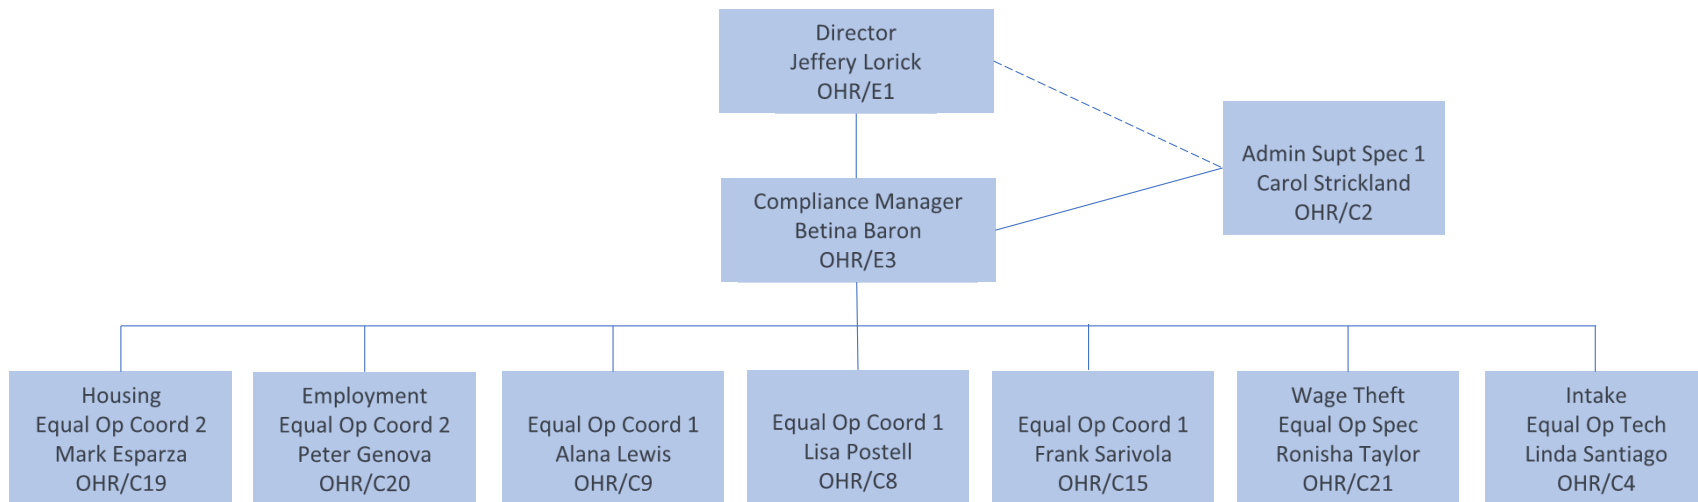 Director
Jeffery Lorick
OHR/E1
Admin Supt Spec 1
Carol Strickland
OHR/C2
Compliance Manager
Betina Baron
OHR/E3
Housing
Equal Op Coord 2
Mark Esparza
OHR/C19
Employment
Equal Op Coord 2
Peter Genova
OHR/C20
Equal Op Coord 1
Alana Lewis
OHR/C9
Equal Op Coord 1
Lisa Postell
OHR/C8
Equal Op Coord 1
Frank Sarivola
OHR/C15
Wage Theft
Equal Op Spec
Ronisha Taylor
OHR/C21
Intake
Equal Op Tech
Linda Santiago
OHR/C4